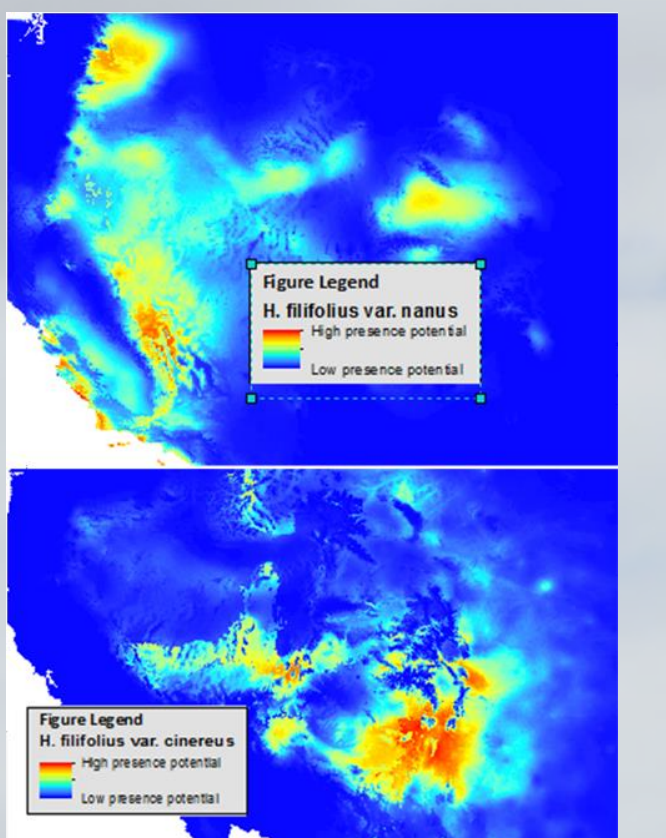 Figure Legend
H. filifolius var. nanus
High presence potential
Low presence potential
Figure Legend
H. filifolius var. cinereus
High presence potential
Low presence potential